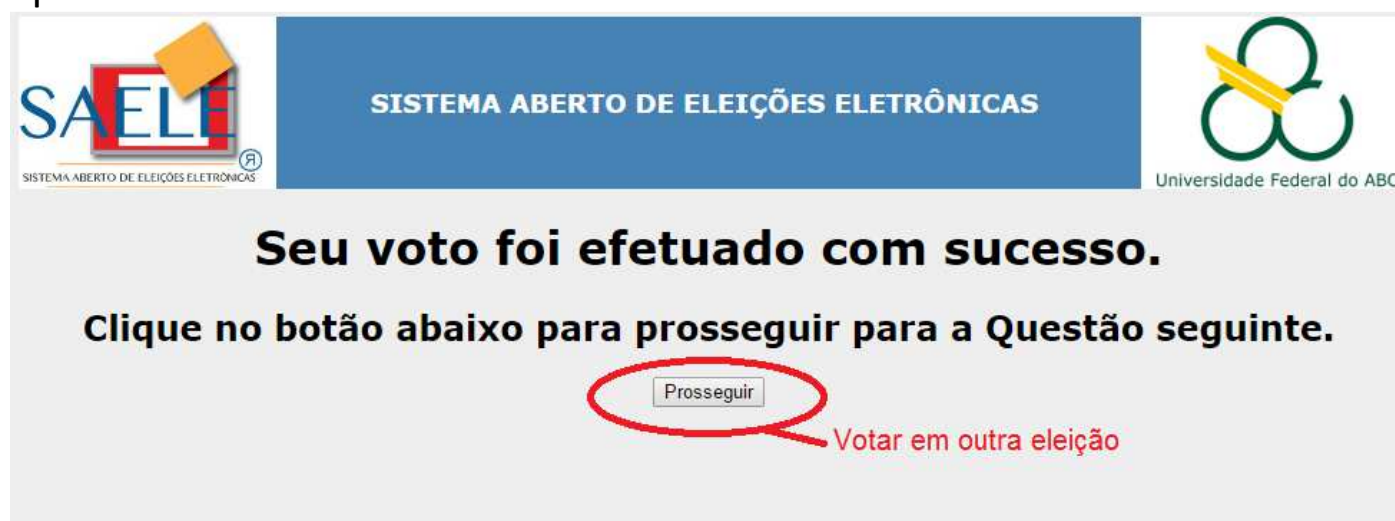 SAELE
SISTEMA ABERTO DE ELEIÇÕES ELETRÔNICAS
SISTEMA ABERTO DE ELEIÇÕES ELETRÔNICAS
Universidade Federal do ABC
Seu voto foi efetuado com sucesso.
Clique no botão abaixo para prosseguir para a Questão seguinte.
Prosseguir
Votar em outra eleição